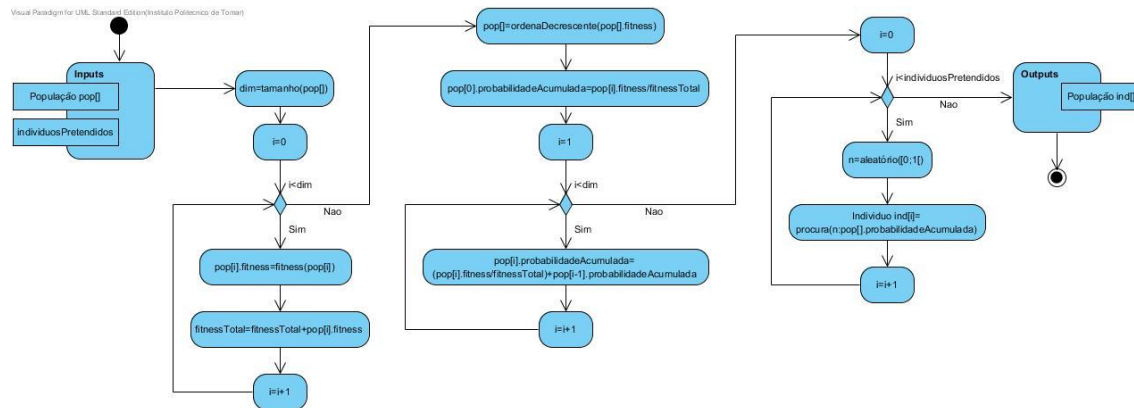 Visual Paradigm for UML Standard Edition(Instituto Politecnico de Tomar)
Inputs
População pop[]
individuosPretendidos
dim=tamanho(pop[])
i=0
i<dim
Nao
Sim
pop[i].fitness=fitness(pop[i])
fitnessTotal=fitnessTotal+pop[i].fitness
i=i+1
pop[]=ordenaDecrescente(pop[].fitness)
pop[0].probabilidadeAcumulada=pop[i].fitness/fitnessTotal
i=1
i<dim
Nao
Sim
pop[i].probabilidadeAcumulada=
(pop[i].fitness/fitnessTotal)+pop[i-1].probabilidadeAcumulada
i=i+1
i=0
i<individuosPretendidos
Nao
Sim
n=aleatório([0;1[)
Individuo ind[i]=
procura(n:pop[].probabilidadeAcumulada)
i=i+1
Outputs
População ind[]